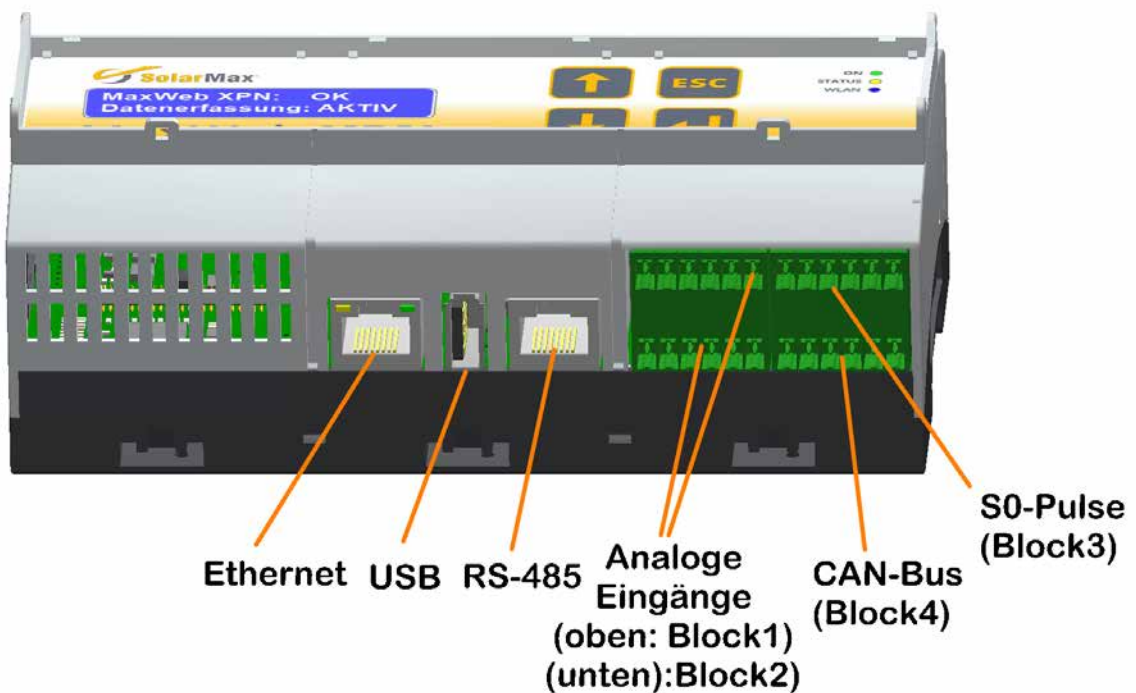 SolarMax
MaxWeb XPN: OK
Datenerfassung: AKTIV
ESC
ON
STATUS
WLAN
Ethernet
USB
RS-485
Analoge
Eingänge
(oben: Block1)
(unten):Block2)
CAN-Bus
(Block4)
S0-Pulse
(Block3)